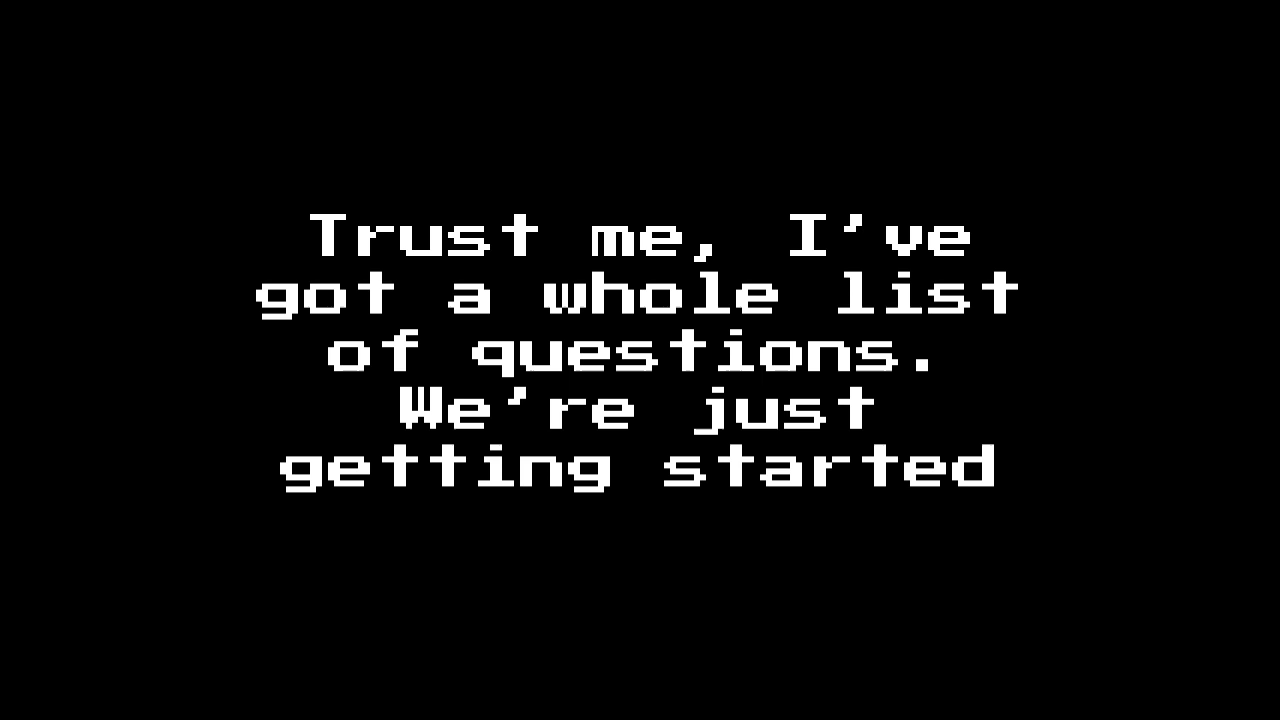 Trust me, I’ve
got a whole list
of questions.
We’re just
getting started